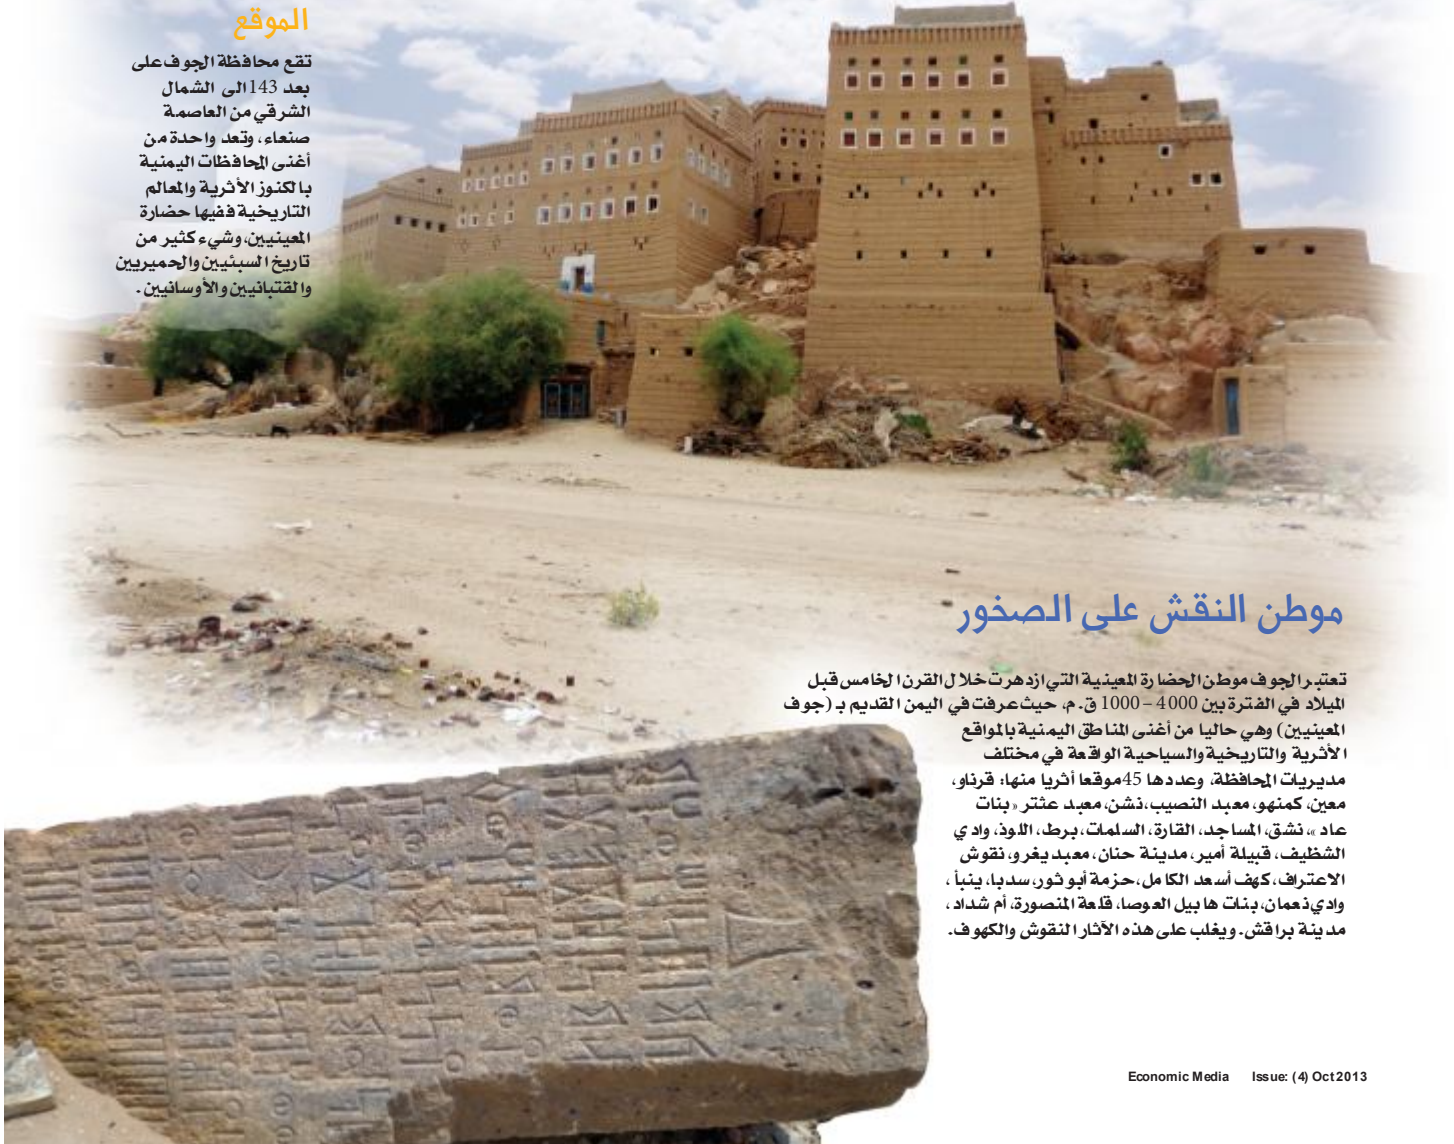 الموقع
تقع محافظة الجوف على
بعد 143 الى الشمال
الشرقي من العاصمة
صنعاء، وتعد واحدة من
أغنى المحافظات اليمنية
بالكنوز الأثرية والمعالم
التاريخية ففيها حضارة
المعينيين، وشيء كثير من
تاريخ السبئيين والحميريين
والقتبانيين والأوسانيين.
موطن النقش على الصخور
تعتبر الجوف موطن الحضارة المعينية التي ازدهرت خلال القرن الخامس قبل
الميلاد في الفترة بين 4000 – 1000 ق.م، حيث عرفت في اليمن القديم بـ (جوف
المعينيين) وهي حاليا من أغنى المناطق اليمنية بالمواقع
الأثرية والتاريخية والسياحية الواقعة في مختلف
مديريات المحافظة، وعددها 45 موقعا أثريا منها: قرناو،
معين، كمنهو، معبد النصيب، نشن، معبد عثتر «بنات
عاد»، نشق، المساجد، القارة، السلمات، برط، اللوذ، وادي
الشظيف، قبيلة أمير، مدينة حنان، معبد يغرو، نقوش
الاعتراف، كهف أسعد الكامل، حزمة أبو ثور، سدبا، ينبأ،
وادي نعمان، بنات هابيل العوصا، قلعة المنصورة، أم شداد،
مدينة براقش. ويغلب على هذه الآثار النقوش والكهوف.
Economic Media Issue: (4) Oct 2013